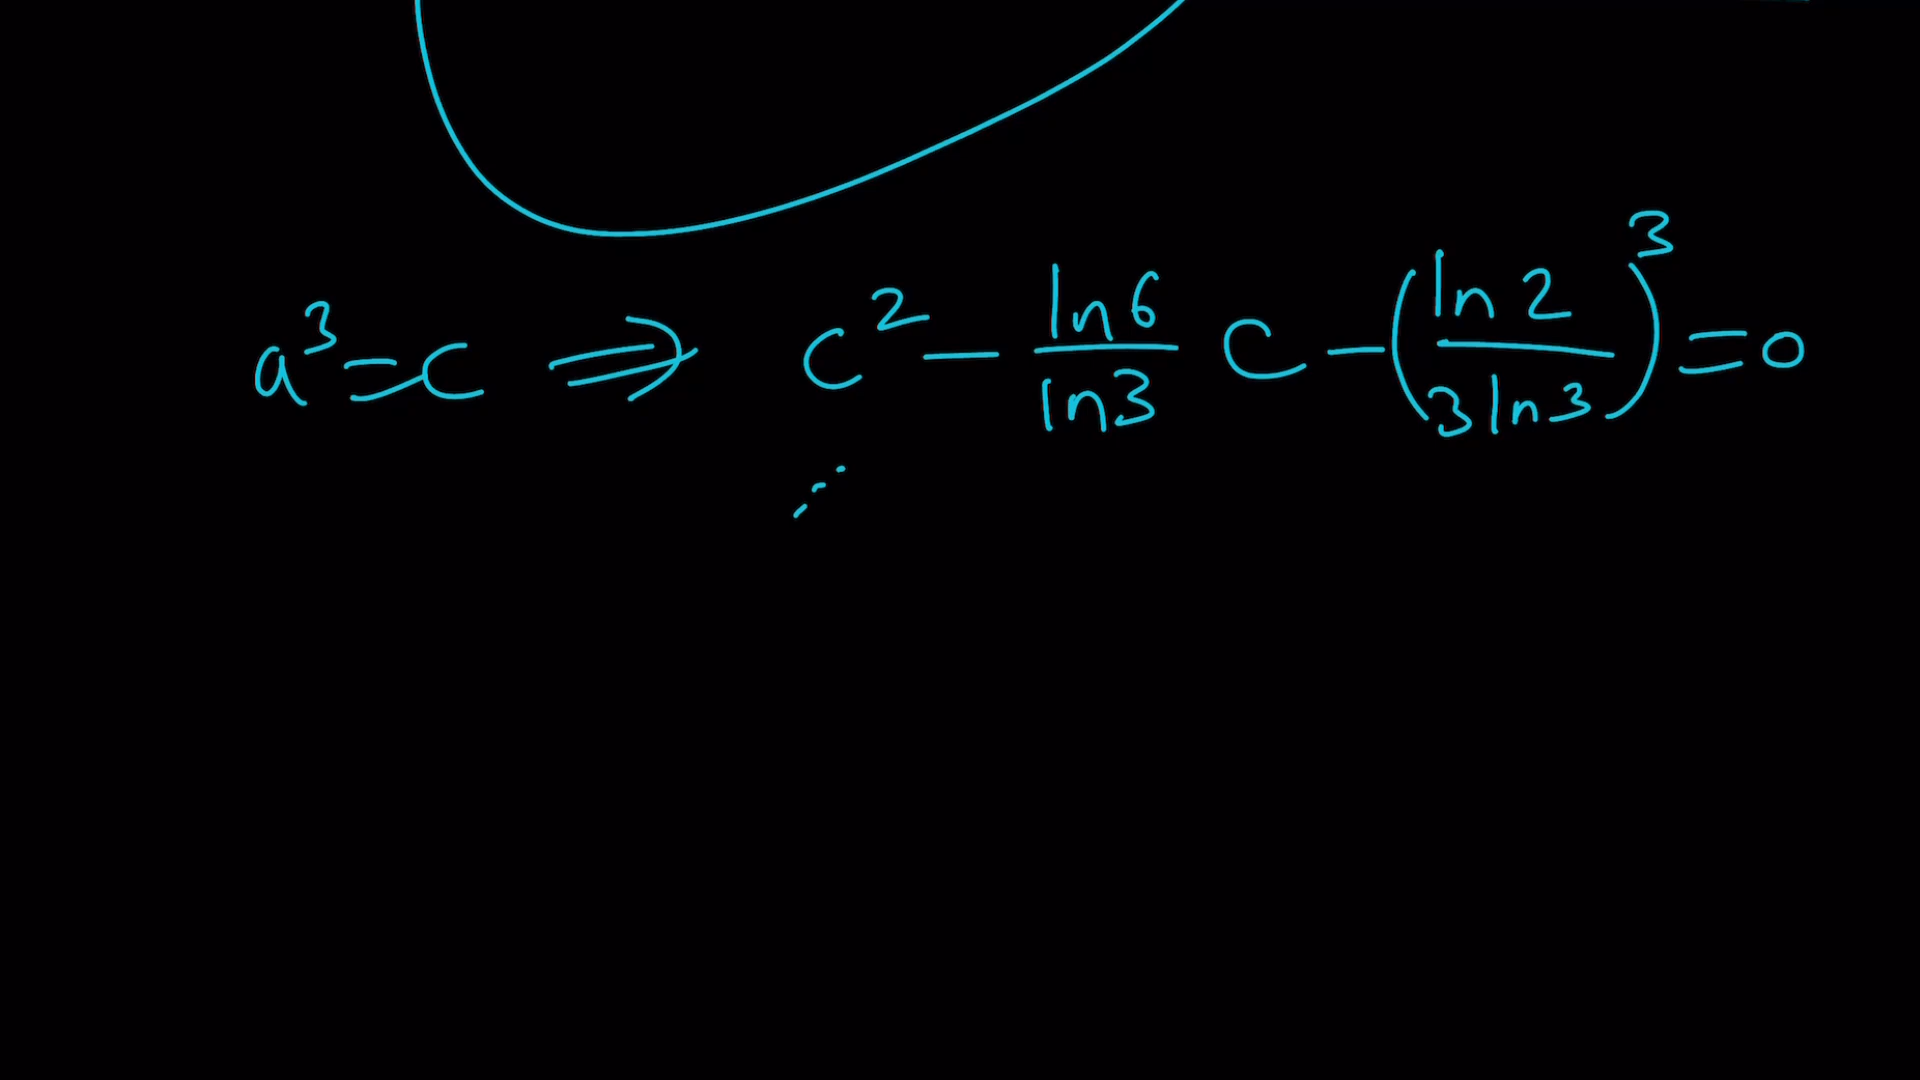 a³=c ⇒ c² - ln6/ln3 c - (ln2/3ln3)³ = 0